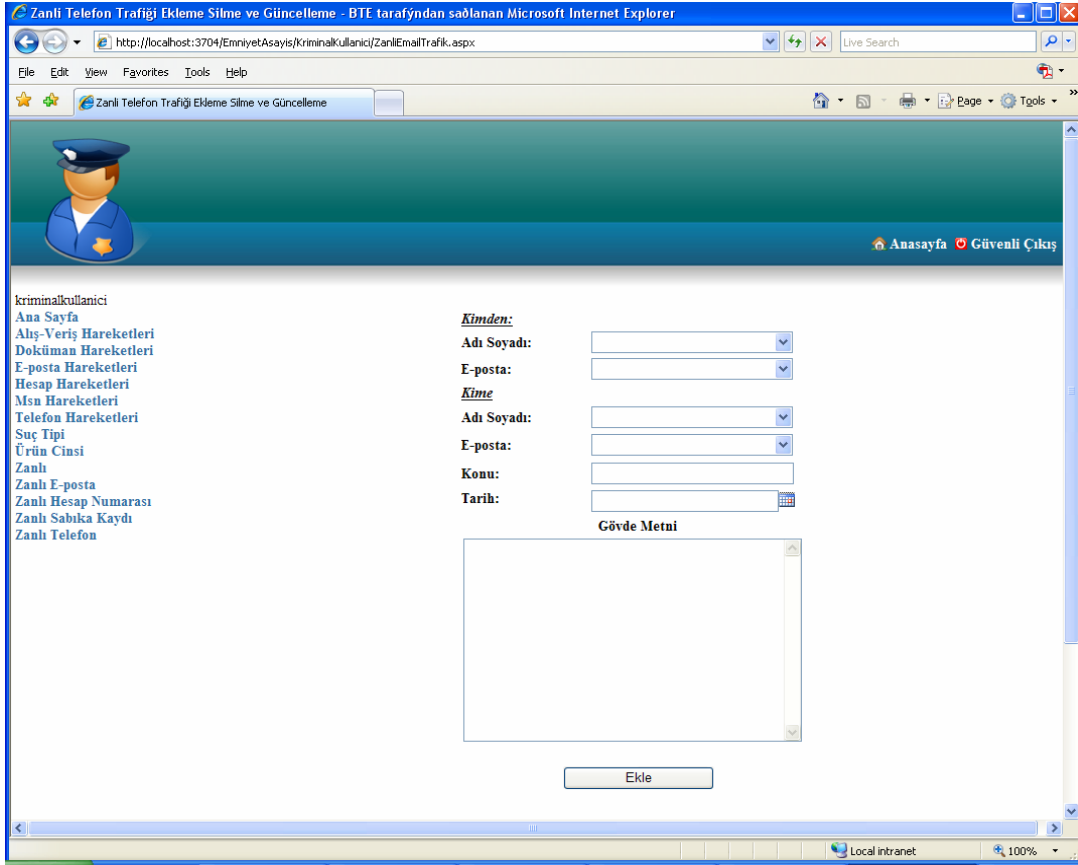 Zanli Telefon Trafiği Ekleme Silme ve Güncelleme - BTE tarafýndan saðlanan Microsoft Internet Explorer
http://localhost:3704/EmniyetAsayis/KriminalKullanici/ZanliEmailTrafik.aspx
Live Search
File Edit View Favorites Tools Help
Zanli Telefon Trafiği Ekleme Silme ve Güncelleme
Page Tools »
Anasayfa Güvenli Çıkış
kriminalkullanici
Ana Sayfa
Alış-Veriş Hareketleri
Doküman Hareketleri
E-posta Hareketleri
Hesap Hareketleri
Msn Hareketleri
Telefon Hareketleri
Suç Tipi
Ürün Cinsi
Zanlı
Zanlı E-posta
Zanlı Hesap Numarası
Zanlı Sabıka Kaydı
Zanlı Telefon
Kimden:
Adı Soyadı:
E-posta:
Kime
Adı Soyadı:
E-posta:
Konu:
Tarih:
Gövde Metni
Ekle
Local intranet
100%